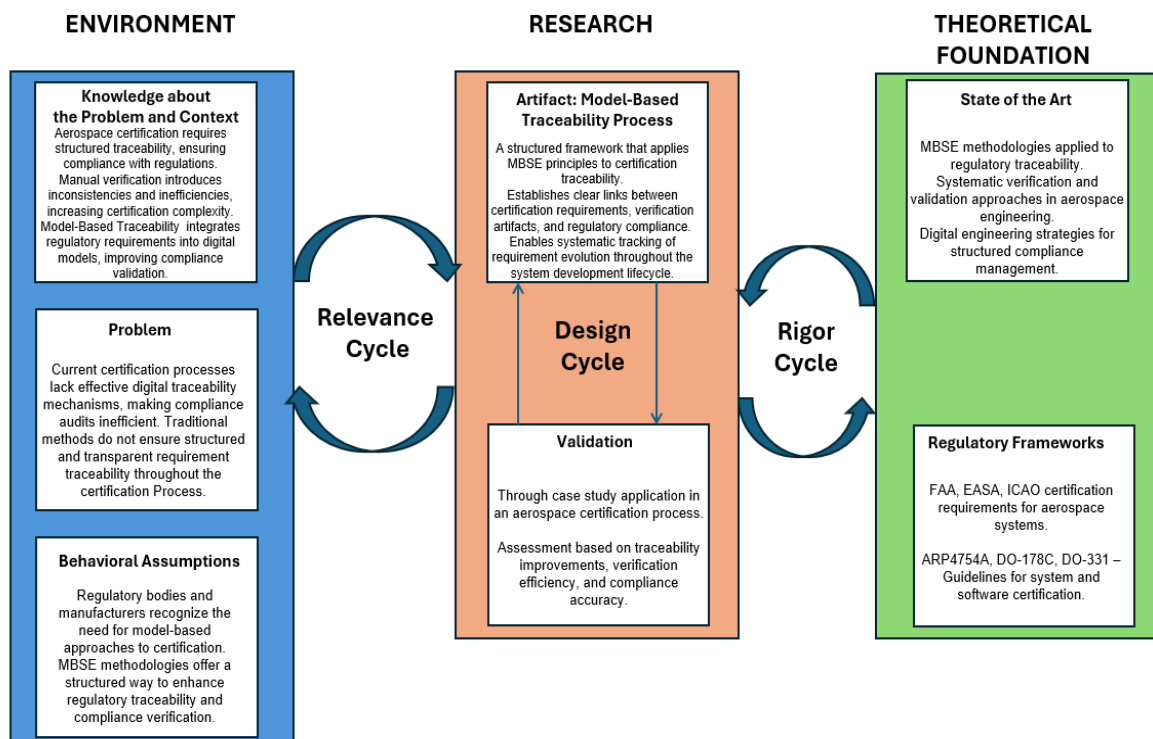 ENVIRONMENT
Knowledge about
the Problem and Context
Aerospace certification requires
structured traceability, ensuring
compliance with regulations.
Manual verification introduces
inconsistencies and inefficiencies,
increasing certification complexity.
Model-Based Traceability integrates
regulatory requirements into digital
models, improving compliance
validation.
Problem
Current certification processes
lack effective digital traceability
mechanisms, making compliance
audits inefficient. Traditional
methods do not ensure structured
and transparent requirement
traceability throughout the
certification Process.
Behavioral Assumptions
Regulatory bodies and
manufacturers recognize the
need for model-based
approaches to certification.
MBSE methodologies offer a
structured way to enhance
regulatory traceability and
compliance verification.
Relevance
Cycle
RESEARCH
Artifact: Model-Based
Traceability Process
A structured framework that applies
MBSE principles to certification
traceability.
Establishes clear links between
certification requirements, verification
artifacts, and regulatory compliance.
Enables systematic tracking of
requirement evolution throughout the
system development lifecycle.
Design
Cycle
Validation
Through case study application in
an aerospace certification process.
Assessment based on traceability
improvements, verification
efficiency, and compliance
accuracy.
Rigor
Cycle
THEORETICAL
FOUNDATION
State of the Art
MBSE methodologies applied to
regulatory traceability.
Systematic verification and
validation approaches in aerospace
engineering.
Digital engineering strategies for
structured compliance
management.
Regulatory Frameworks
FAA, EASA, ICAO certification
requirements for aerospace
systems.
ARP4754A, DO-178C, DO-331 –
Guidelines for system and
software certification.